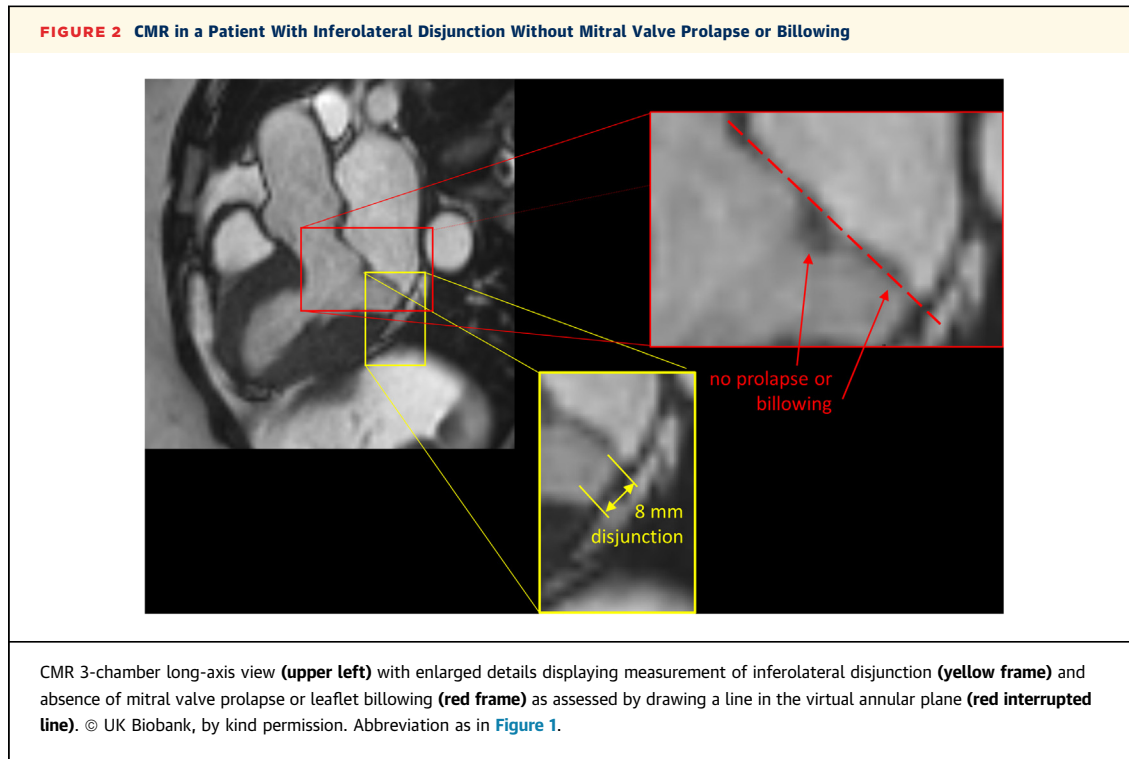 FIGURE 2 CMR in a Patient With Inferolateral Disjunction Without Mitral Valve Prolapse or Billowing
no prolapse or
billowing
8 mm
disjunction
CMR 3-chamber long-axis view (upper left) with enlarged details displaying measurement of inferolateral disjunction (yellow frame) and
absence of mitral valve prolapse or leaflet billowing (red frame) as assessed by drawing a line in the virtual annular plane (red interrupted
line). © UK Biobank, by kind permission. Abbreviation as in Figure 1.